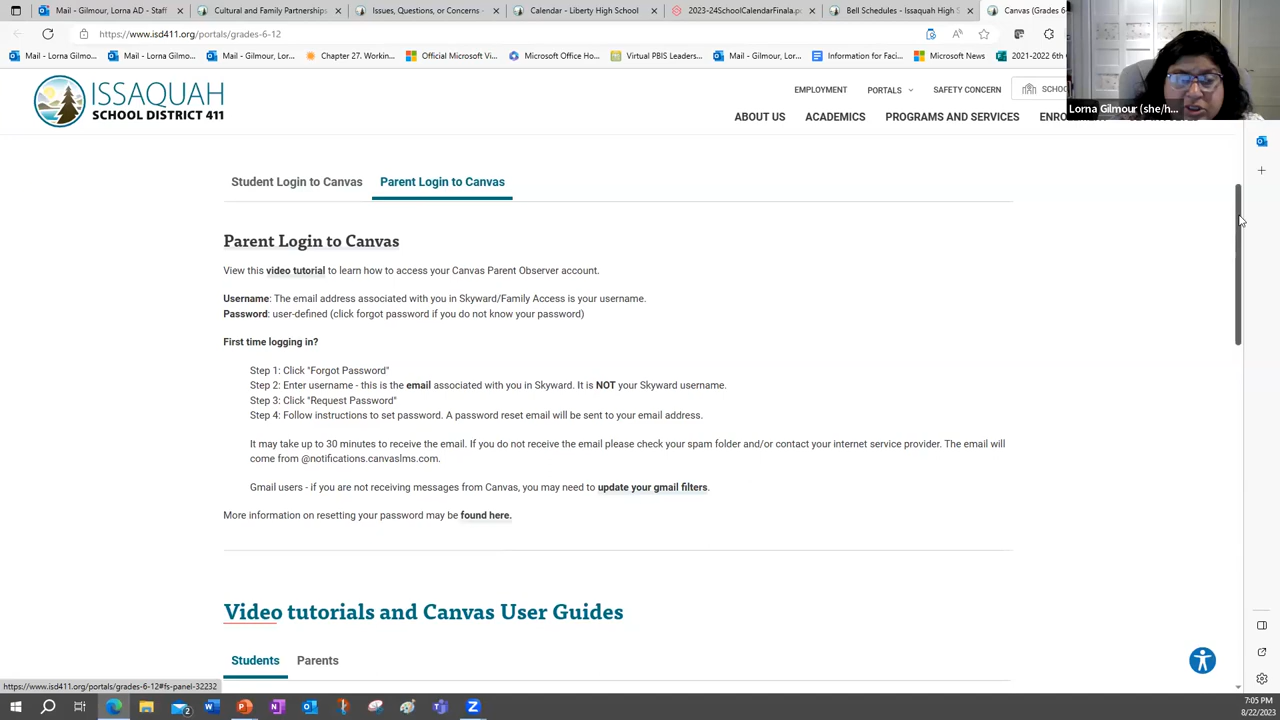 Mail - Gilmour, Lorna AD - Staff
Cultural and Family Partnerships
Issues, Questions, or Concerns -
Calendar - Liberty High School
2023-24SchoolCalendarFinala.pd
Bell Schedules - Issaquah High S
Canvas (Grades 6
https://www.isd411.org/portals/grades-6-12
Mail - Gilmour, Lorna...
Mail - Gilmour, Lorna...
Mail - Gilmour, Lor...
Chapter 27. Workin...
Official Microsoft Vi...
Microsoft Office Ho...
Virtual PBIS Leaders...
Mail - Gilmour, Lor...
Information for Faci...
Microsoft News
2021-2022 6th
ISSAQUAH
SCHOOL DISTRICT 411
EMPLOYMENT
PORTALS
SAFETY CONCERN
SCHOO
Lorna Gilmour (she/h...
ABOUT US
ACADEMICS
PROGRAMS AND SERVICES
Student Login to Canvas
Parent Login to Canvas
Parent Login to Canvas
View this video tutorial to learn how to access your Canvas Parent Observer account.
Username: The email address associated with you in Skyward/Family Access is your username.
Password: user-defined (click forgot password if you do not know your password)
First time logging in?
Step 1: Click "Forgot Password"
Step 2: Enter username - this is the email associated with you in Skyward. It is NOT your Skyward username.
Step 3: Click "Request Password"
Step 4: Follow instructions to set password. A password reset email will be sent to your email address.
It may take up to 30 minutes to receive the email. If you do not receive the email please check your spam folder and/or contact your internet service provider. The email will
come from @notifications.canvaslms.com.
Gmail users - if you are not receiving messages from Canvas, you may need to update your gmail filters.
More information on resetting your password may be found here.
Video tutorials and Canvas User Guides
Students
Parents
https://www.isd411.org/portals/grades-6-12#fs-panel-32232
7:05 PM
8/22/2023